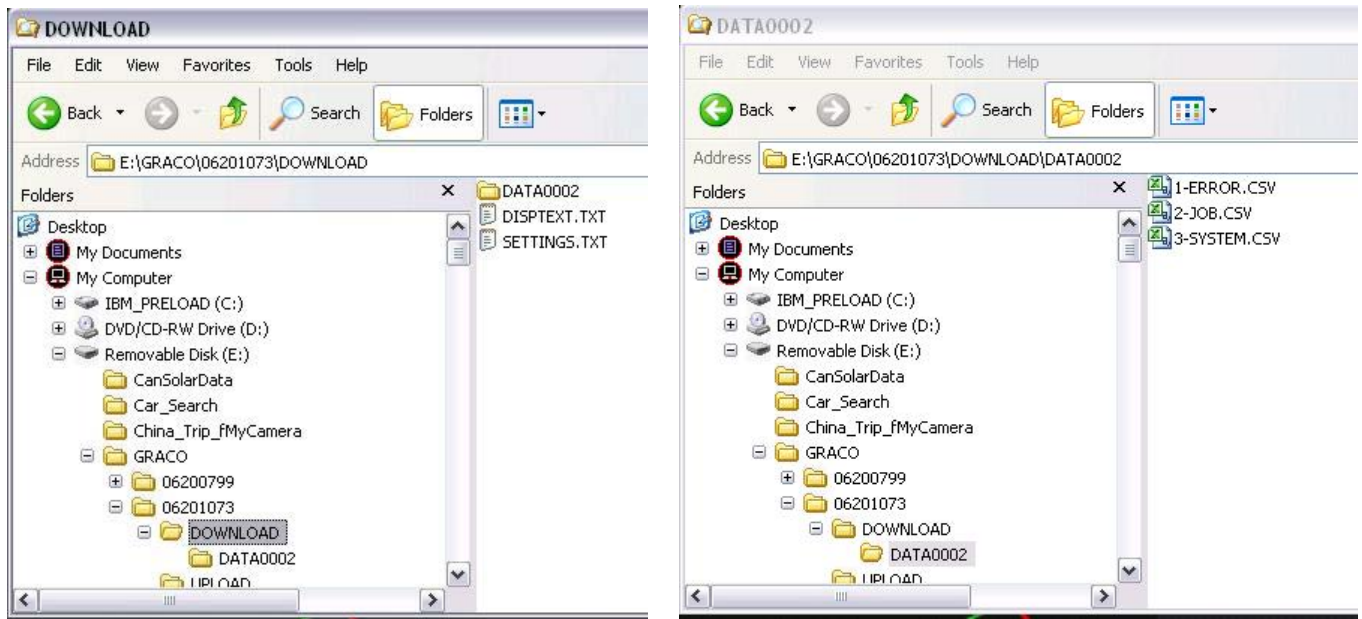 DOWNLOAD
File Edit View Favorites Tools Help
Back Search Folders
Address E:\GRACO\06201073\DOWNLOAD
Folders
Desktop
My Documents
My Computer
IBM_PRELOAD (C:)
DVD/CD-RW Drive (D:)
Removable Disk (E:)
CanSolarData
Car_Search
China_Trip_fMyCamera
GRACO
06200799
06201073
DOWNLOAD
DATA0002
UPLOAD
DATA0002
DISPTEXT.TXT
SETTINGS.TXT
DATA0002
File Edit View Favorites Tools Help
Back Search Folders
Address E:\GRACO\06201073\DOWNLOAD\DATA0002
Folders
Desktop
My Documents
My Computer
IBM_PRELOAD (C:)
DVD/CD-RW Drive (D:)
Removable Disk (E:)
CanSolarData
Car_Search
China_Trip_fMyCamera
GRACO
06200799
06201073
DOWNLOAD
DATA0002
UPLOAD
1-ERROR.CSV
2-JOB.CSV
3-SYSTEM.CSV